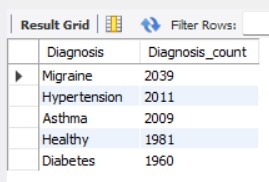 Result Grid Filter Rows:
Diagnosis Diagnosis_count
Migraine 2039
Hypertension 2011
Asthma 2009
Healthy 1981
Diabetes 1960